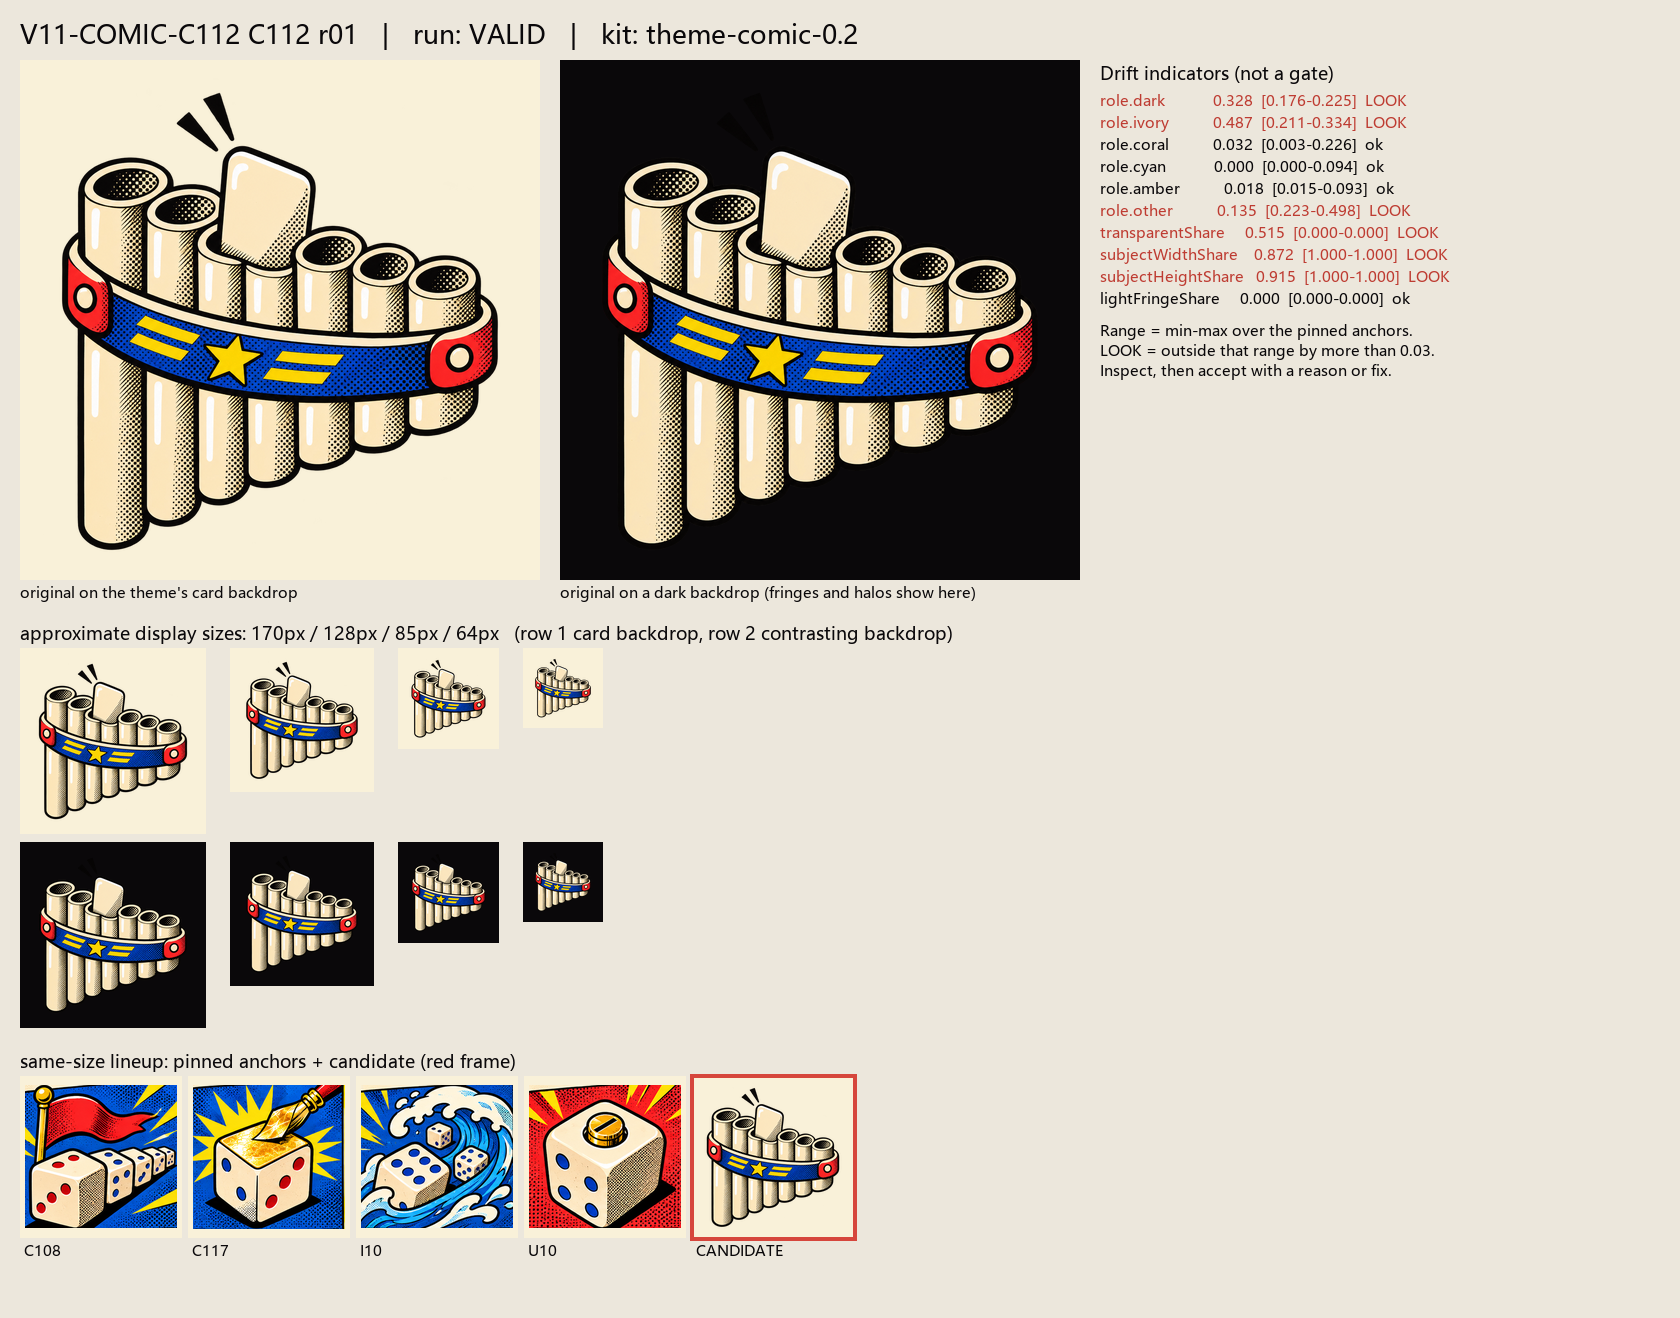 V11-COMIC-C112 C112 r01 | run: VALID | kit: theme-comic-0.2
Drift indicators (not a gate)
role.dark 0.328 [0.176-0.225] LOOK
role.ivory 0.487 [0.211-0.334] LOOK
role.coral 0.032 [0.003-0.226] ok
role.cyan 0.000 [0.000-0.094] ok
role.amber 0.018 [0.015-0.093] ok
role.other 0.135 [0.223-0.498] LOOK
transparentShare 0.515 [0.000-0.000] LOOK
subjectWidthShare 0.872 [1.000-1.000] LOOK
subjectHeightShare 0.915 [1.000-1.000] LOOK
lightFringeShare 0.000 [0.000-0.000] ok
Range = min-max over the pinned anchors.
LOOK = outside that range by more than 0.03.
Inspect, then accept with a reason or fix.
original on the theme's card backdrop
original on a dark backdrop (fringes and halos show here)
approximate display sizes: 170px / 128px / 85px / 64px (row 1 card backdrop, row 2 contrasting backdrop)
same-size lineup: pinned anchors + candidate (red frame)
C108
C117
I10
U10
CANDIDATE